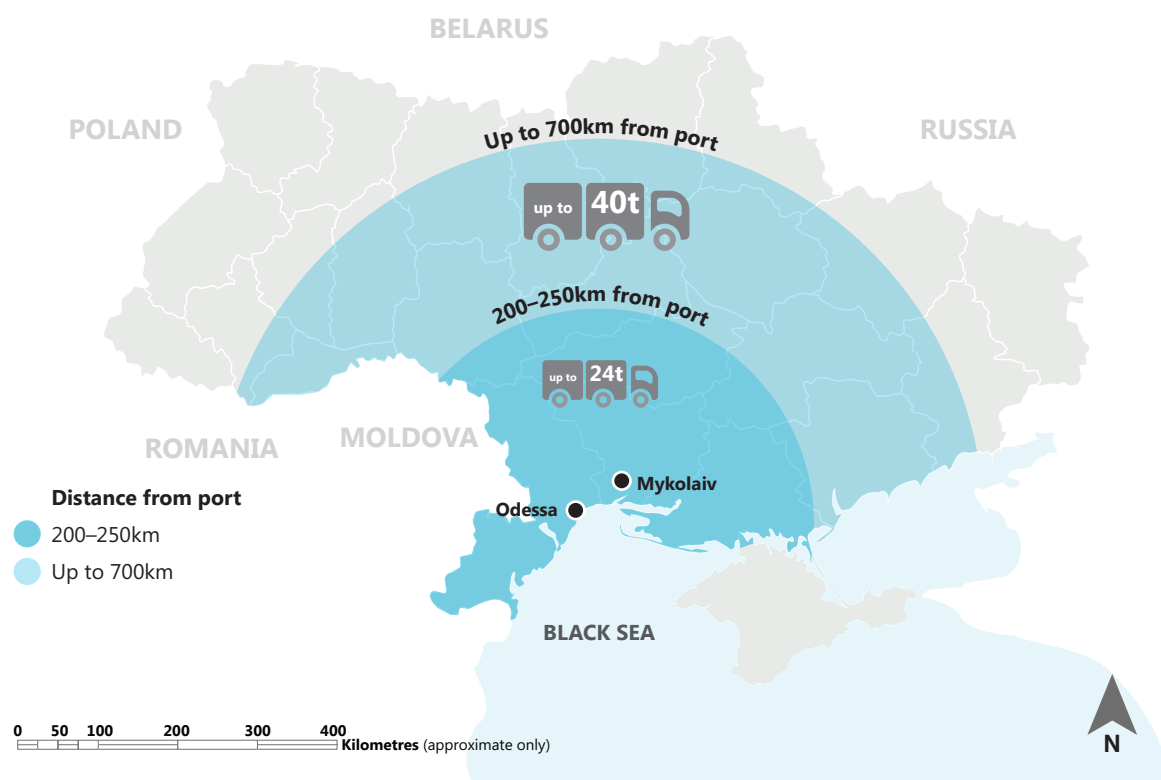 BELARUS
POLAND
RUSSIA
Up to 700km from port
up to
40t
200–250km from port
up to
24t
ROMANIA
MOLDOVA
Mykolaiv
Odessa
Distance from port
200–250km
Up to 700km
BLACK SEA
0 50 100 200 300 400
Kilometres (approximate only)
N